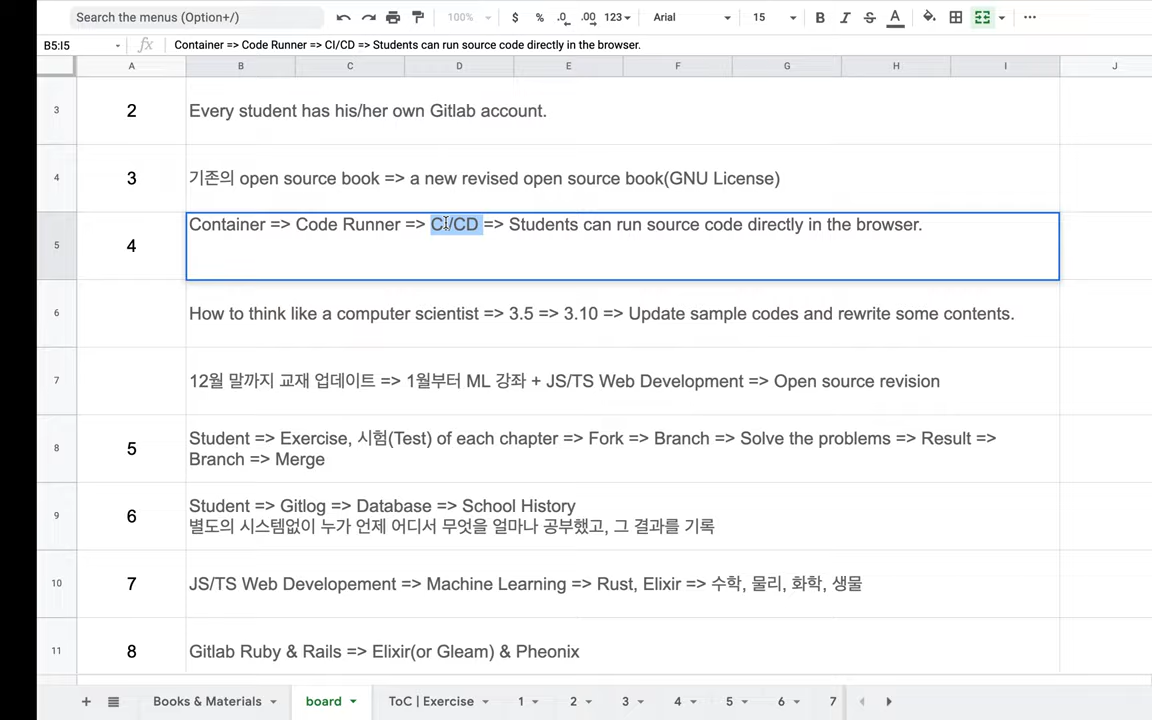 Search the menus (Option+/)
100%
$ % .0 .00 123
Arial
15
B I S A
B5:I5
fx Container => Code Runner => CI/CD => Students can run source code directly in the browser.
A B C D E F G H I J
3 2 Every student has his/her own Gitlab account.
4 3 기존의 open source book => a new revised open source book(GNU License)
5 4 Container => Code Runner => CI/CD => Students can run source code directly in the browser.
6 How to think like a computer scientist => 3.5 => 3.10 => Update sample codes and rewrite some contents.
7 12월 말까지 교재 업데이트 => 1월부터 ML 강좌 + JS/TS Web Development => Open source revision
8 5 Student => Exercise, 시험(Test) of each chapter => Fork => Branch => Solve the problems => Result =>
Branch => Merge
9 6 Student => Gitlog => Database => School History
별도의 시스템없이 누가 언제 어디서 무엇을 얼마나 공부했고, 그 결과를 기록
10 7 JS/TS Web Developement => Machine Learning => Rust, Elixir => 수학, 물리, 화학, 생물
11 8 Gitlab Ruby & Rails => Elixir(or Gleam) & Pheonix
Books & Materials board ToC | Exercise 1 2 3 4 5 6 7